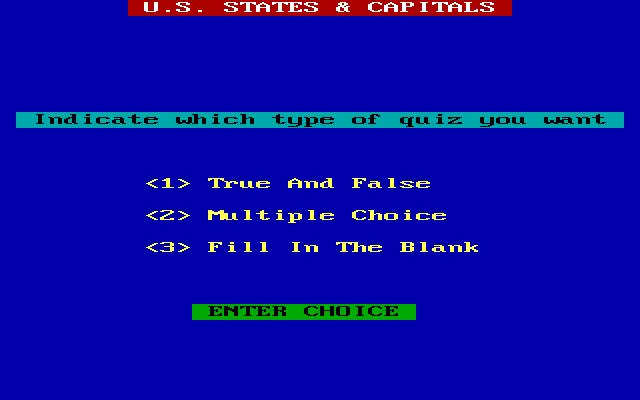 U.S. STATES & CAPITALS
Indicate which type of quiz you want
<1> True And False
<2> Multiple Choice
<3> Fill In The Blank
ENTER CHOICE